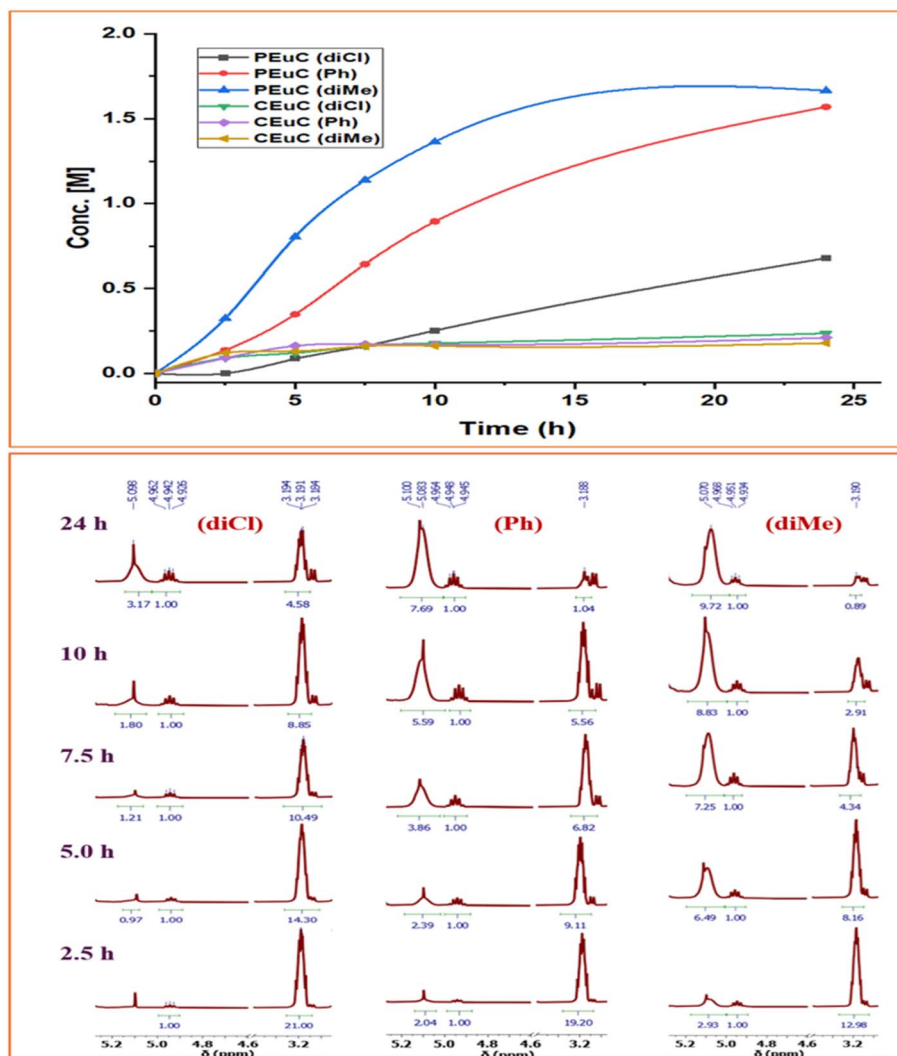 2.0
1.5
1.0
0.5
0.0
Conc. [M]
PEuC (diCl)
PEuC (Ph)
PEuC (diMe)
CEuC (diCl)
CEuC (Ph)
CEuC (diMe)
0 5 10 15 20 25
Time (h)
5.098 4.962 4.942 4.926 3.194 3.191 3.184 5.100 5.083 4.964 4.948 4.945 3.188 5.070 4.968 4.951 4.934 3.190
24 h (diCl) (Ph) (diMe)
3.17 1.00 4.58 7.69 1.00 1.04 9.72 1.00 0.89
10 h
1.80 1.00 8.85 5.59 1.00 5.56 8.83 1.00 2.91
7.5 h
1.21 1.00 10.49 3.86 1.00 6.82 7.25 1.00 4.34
5.0 h
0.97 1.00 14.30 2.39 1.00 9.11 6.49 1.00 8.16
2.5 h
1.00 21.00 2.04 1.00 19.20 2.93 1.00 12.98
5.2 5.0 4.8 4.6 3.2 5.2 5.0 4.8 4.6 3.2 5.2 5.0 4.8 4.6 3.2
δ (ppm) δ (ppm) δ (ppm)